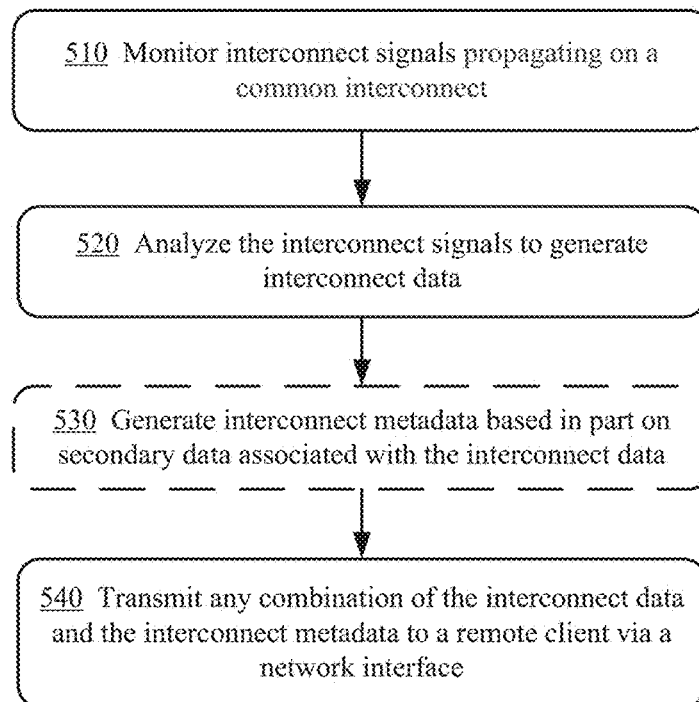 510 Monitor interconnect signals propagating on a
common interconnect
520 Analyze the interconnect signals to generate
interconnect data
530 Generate interconnect metadata based in part on
secondary data associated with the interconnect data
540 Transmit any combination of the interconnect data
and the interconnect metadata to a remote client via a
network interface